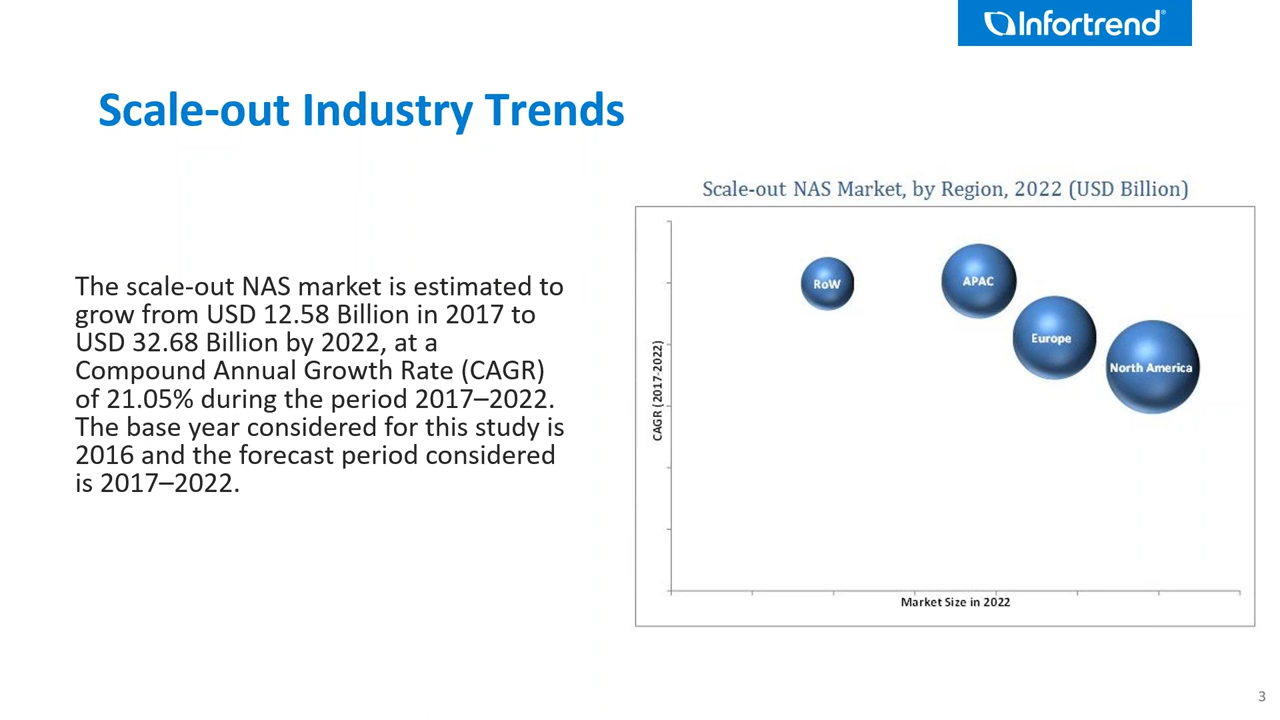 Infortrend®
Scale-out Industry Trends
The scale-out NAS market is estimated to
grow from USD 12.58 Billion in 2017 to
USD 32.68 Billion by 2022, at a
Compound Annual Growth Rate (CAGR)
of 21.05% during the period 2017–2022.
The base year considered for this study is
2016 and the forecast period considered
is 2017–2022.
Scale-out NAS Market, by Region, 2022 (USD Billion)
CAGR (2017-2022)
RoW
APAC
Europe
North America
Market Size in 2022
3